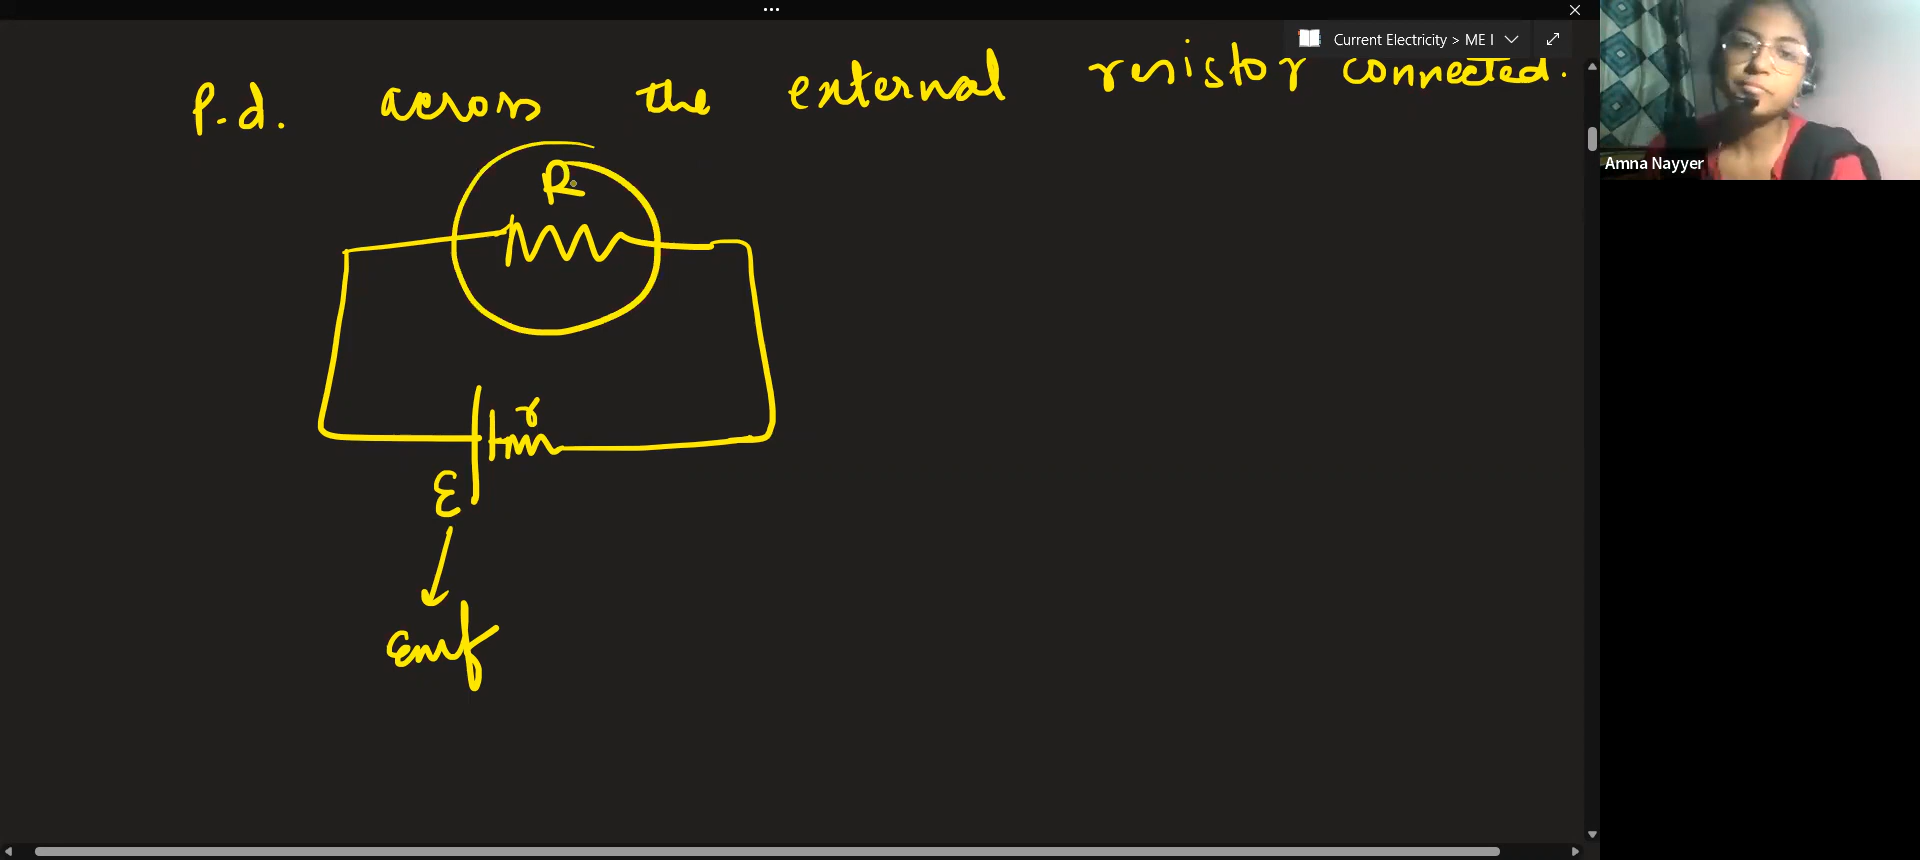 Current Electricity > ME I
P.d. across the external resistor connected.
R
r
ε
Emf
Amna Nayyer